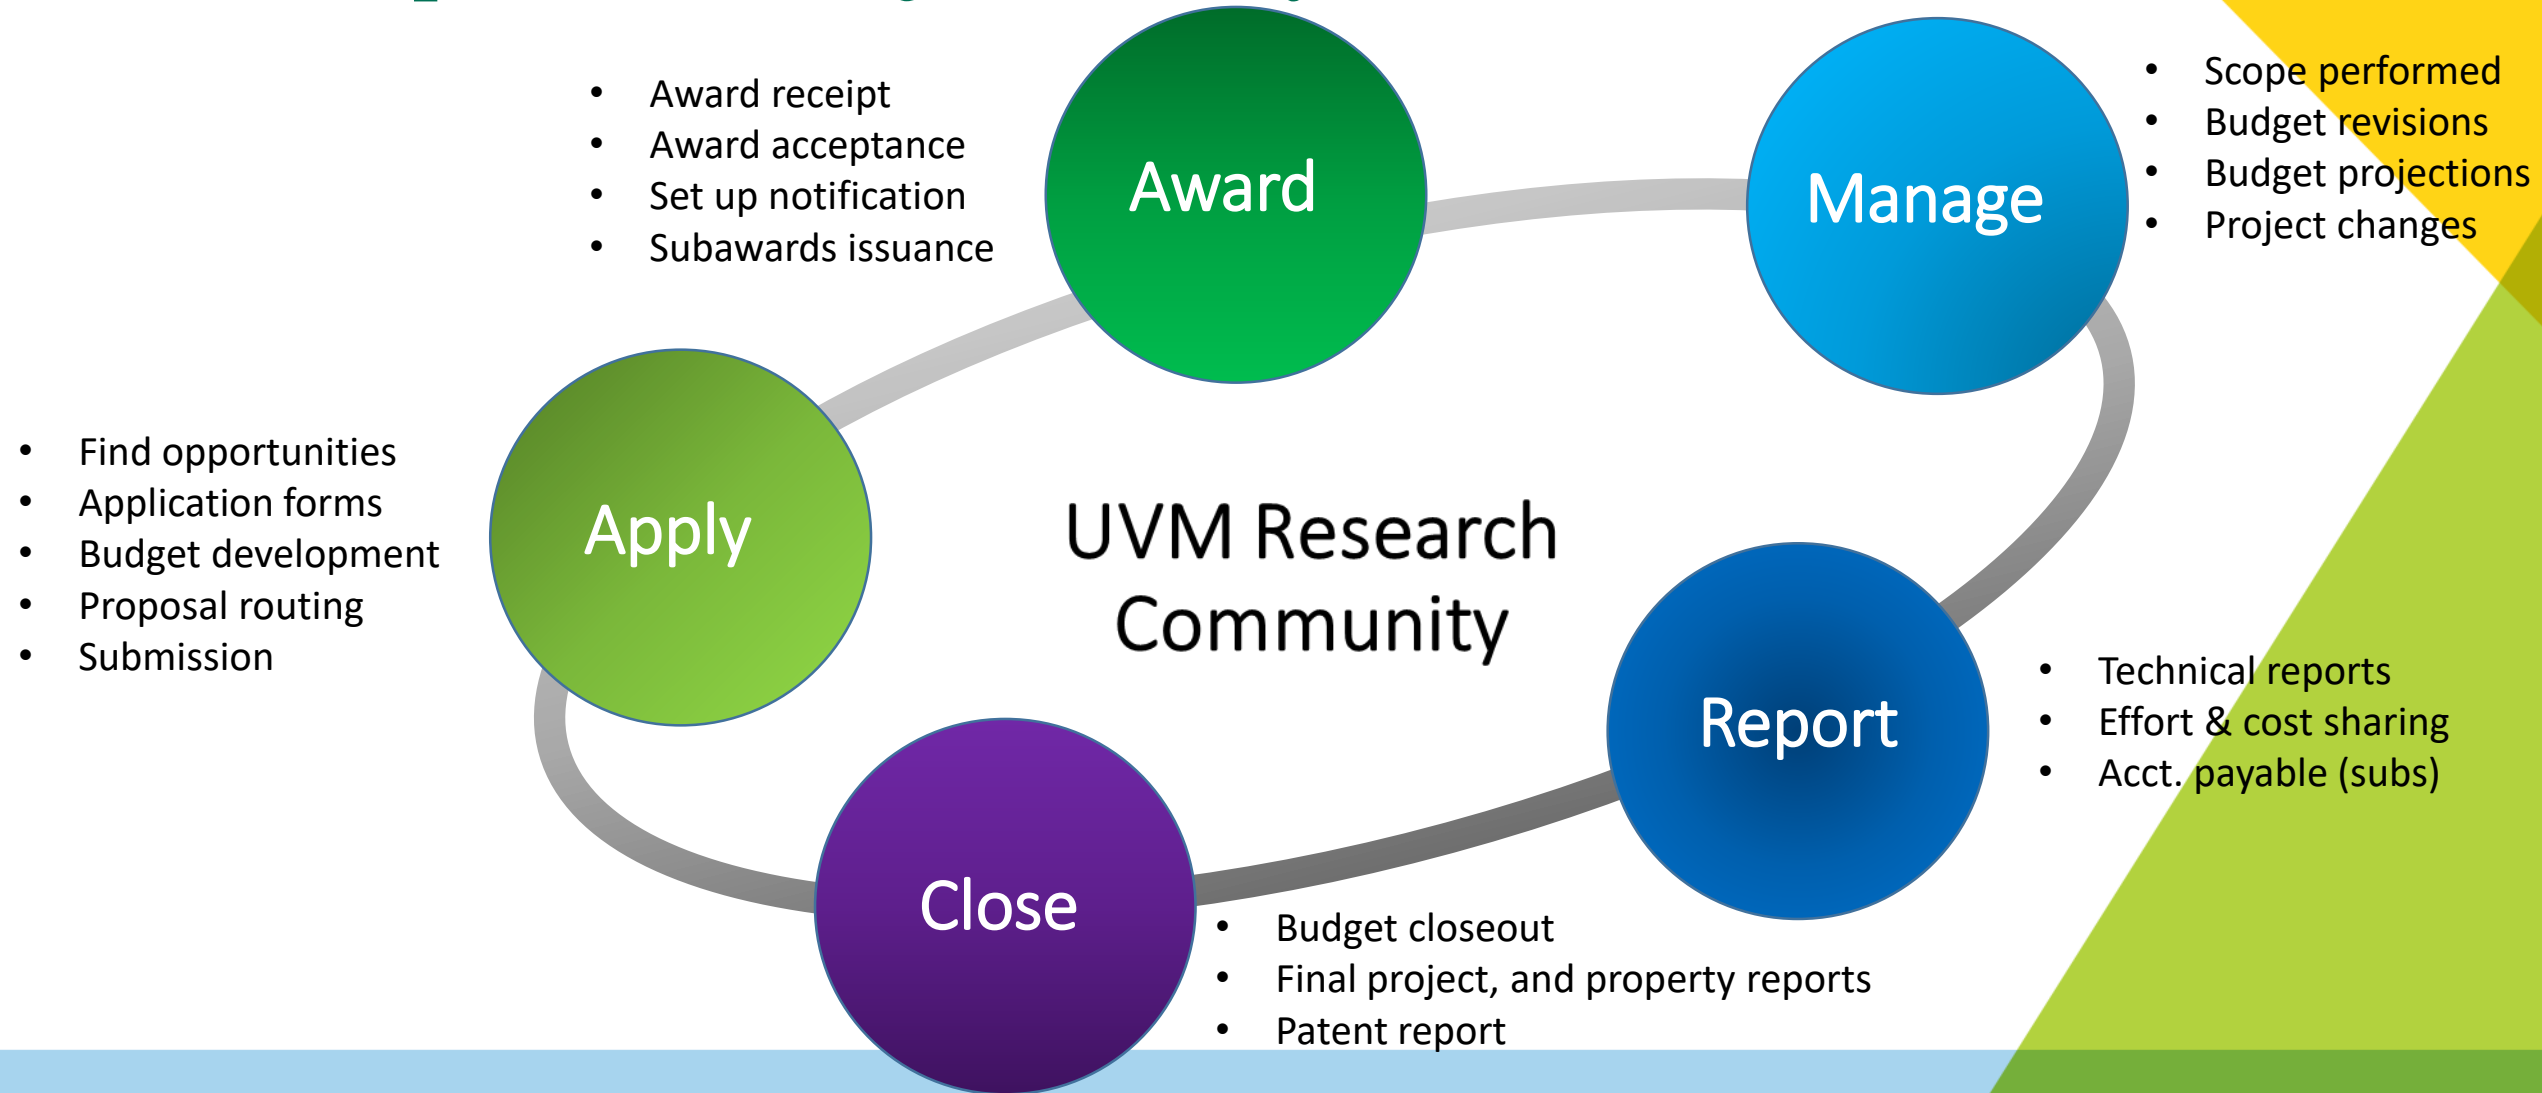 • Award receipt
• Award acceptance
• Set up notification
• Subawards issuance
Award
Manage
• Scope performed
• Budget revisions
• Budget projections
• Project changes
• Find opportunities
• Application forms
• Budget development
• Proposal routing
• Submission
Apply
UVM Research
Community
Report
• Technical reports
• Effort & cost sharing
• Acct. payable (subs)
Close
• Budget closeout
• Final project, and property reports
• Patent report